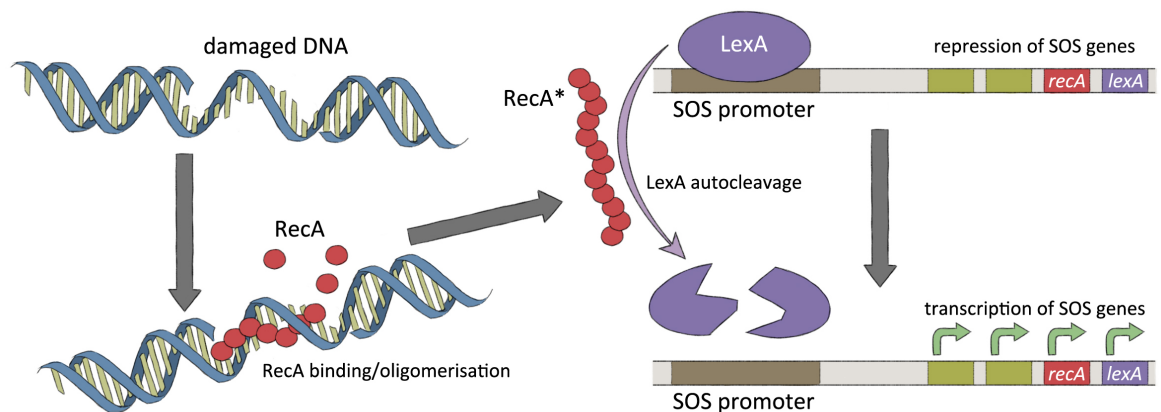 damaged DNA
RecA
RecA binding/oligomerisation
RecA*
LexA autocleavage
LexA
SOS promoter
repression of SOS genes
recA
lexA
transcription of SOS genes
SOS promoter
recA
lexA